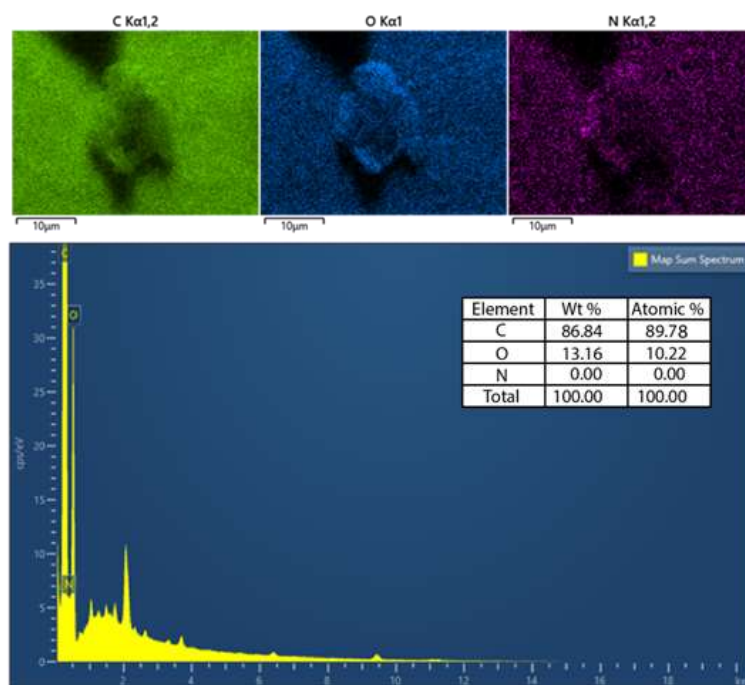 C Kα1,2 O Kα1 N Kα1,2
10μm 10μm 10μm
Map Sum Spectrum
C
O
N
cps/eV
35
30
25
20
15
10
5
0
2 4 6 8 10 12 14 16 18
Element Wt % Atomic %
C 86.84 89.78
O 13.16 10.22
N 0.00 0.00
Total 100.00 100.00